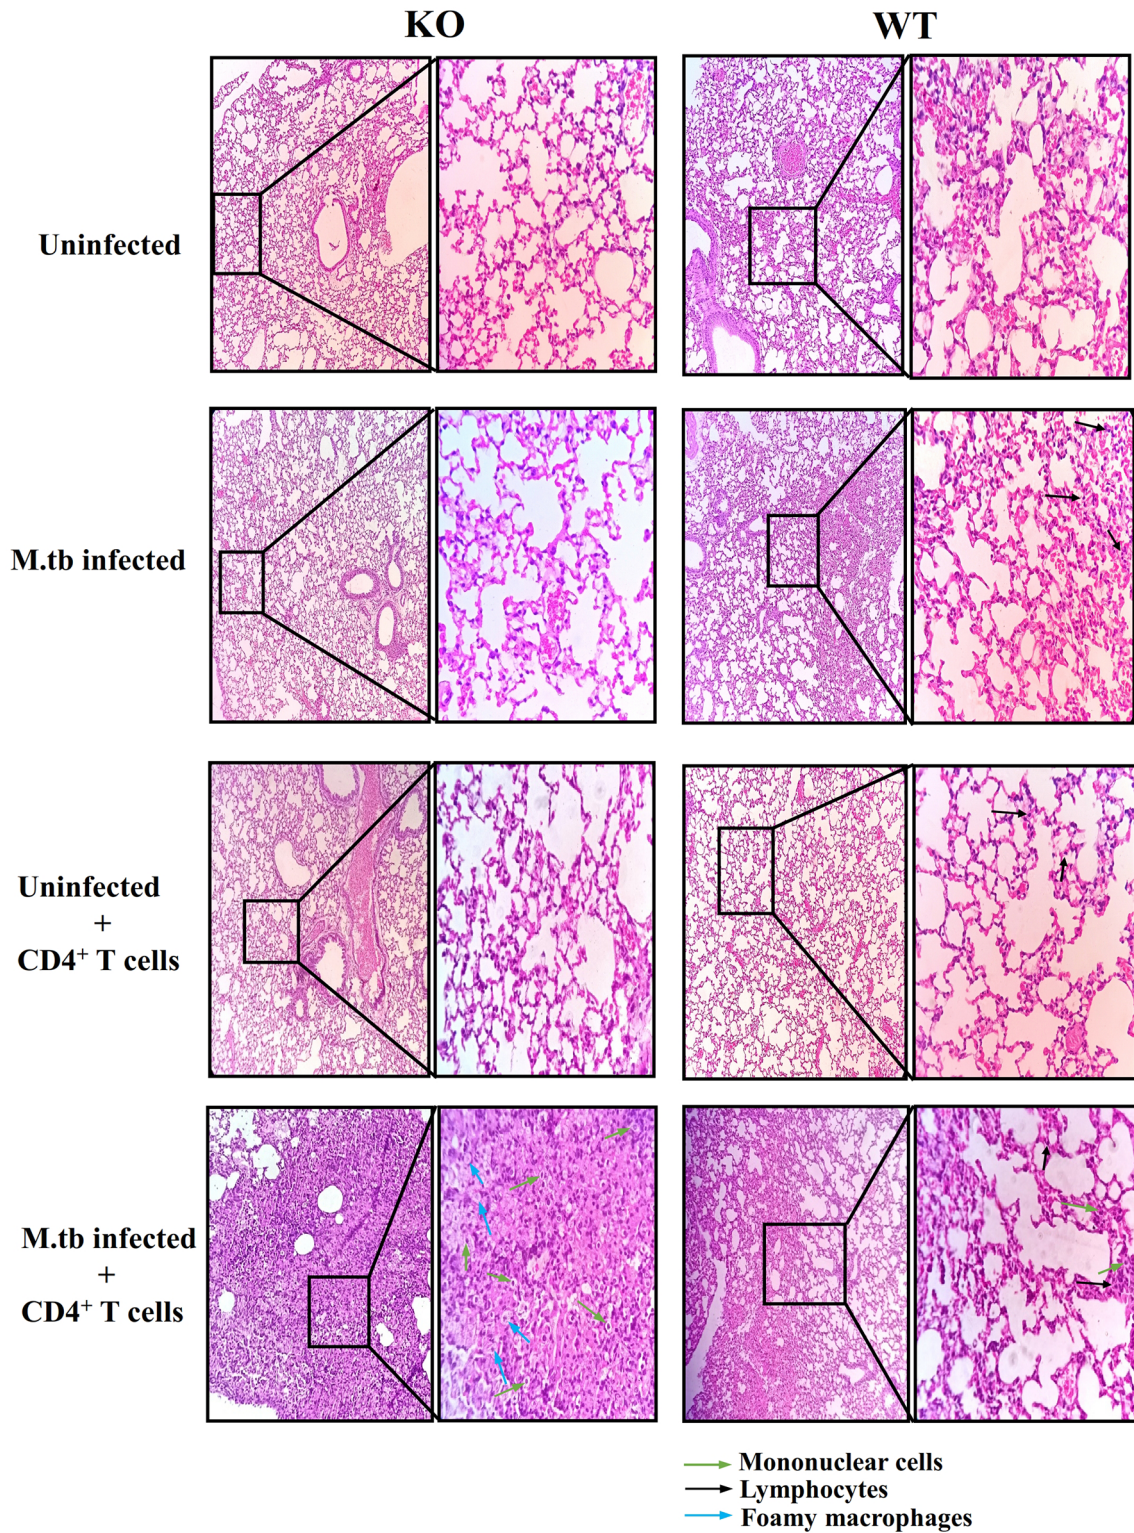 KO
WT
Uninfected
M.tb infected
Uninfected
+
CD4⁺ T cells
M.tb infected
+
CD4⁺ T cells
Mononuclear cells
Lymphocytes
Foamy macrophages